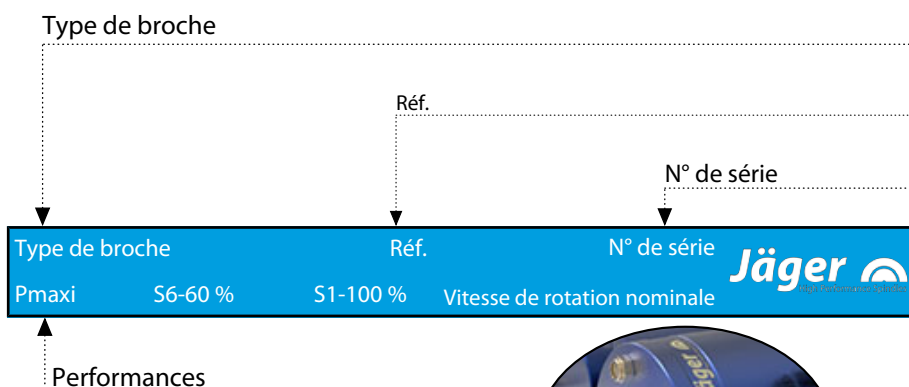 Type de broche
Réf.
N° de série
Type de broche Réf. N° de série
Jäger
Pmaxi S6-60 % S1-100 % Vitesse de rotation nominale
Performances